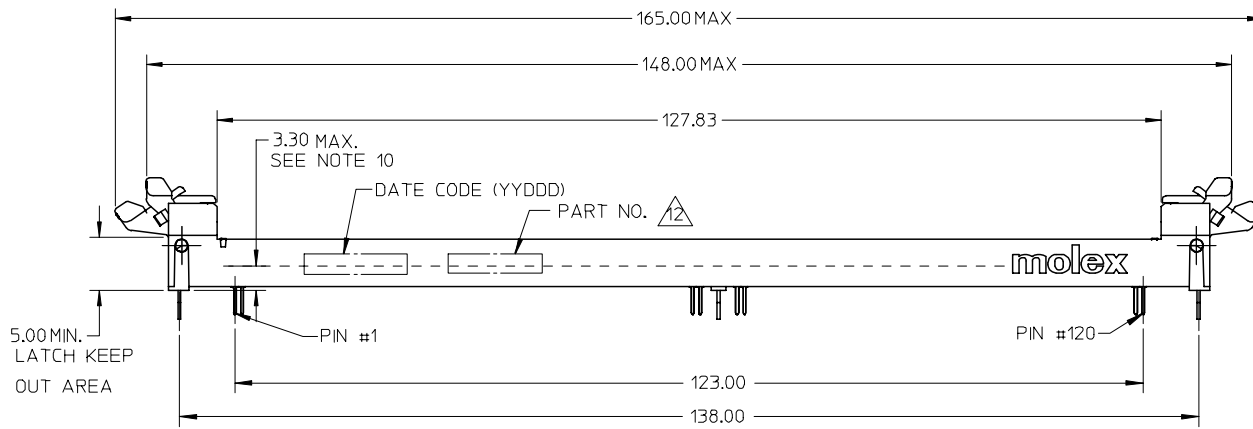 165.00 MAX
148.00 MAX
127.83
3.30 MAX.
SEE NOTE 10
DATE CODE (YYDDD)
PART NO. 12
molex
5.00 MIN.
LATCH KEEP
OUT AREA
PIN #1
PIN #120
123.00
138.00